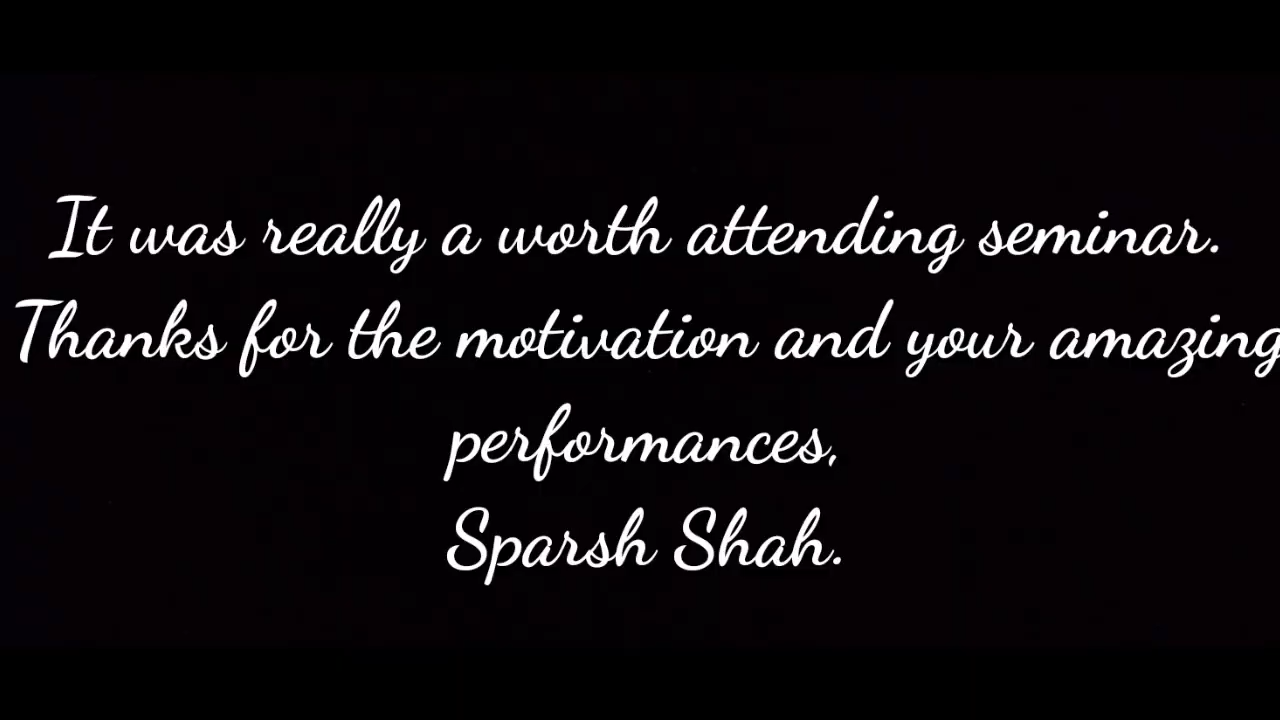 It was really a worth attending seminar.
Thanks for the motivation and your amazing
performances,
Sparsh Shah.